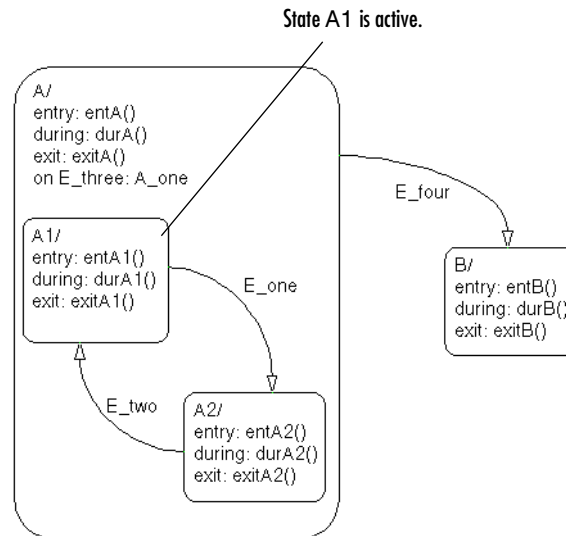 State A1 is active.
A/
entry: entA()
during: durA()
exit: exitA()
on E_three: A_one
E_four
A1/
entry: entA1()
during: durA1()
exit: exitA1()
E_one
B/
entry: entB()
during: durB()
exit: exitB()
E_two
A2/
entry: entA2()
during: durA2()
exit: exitA2()